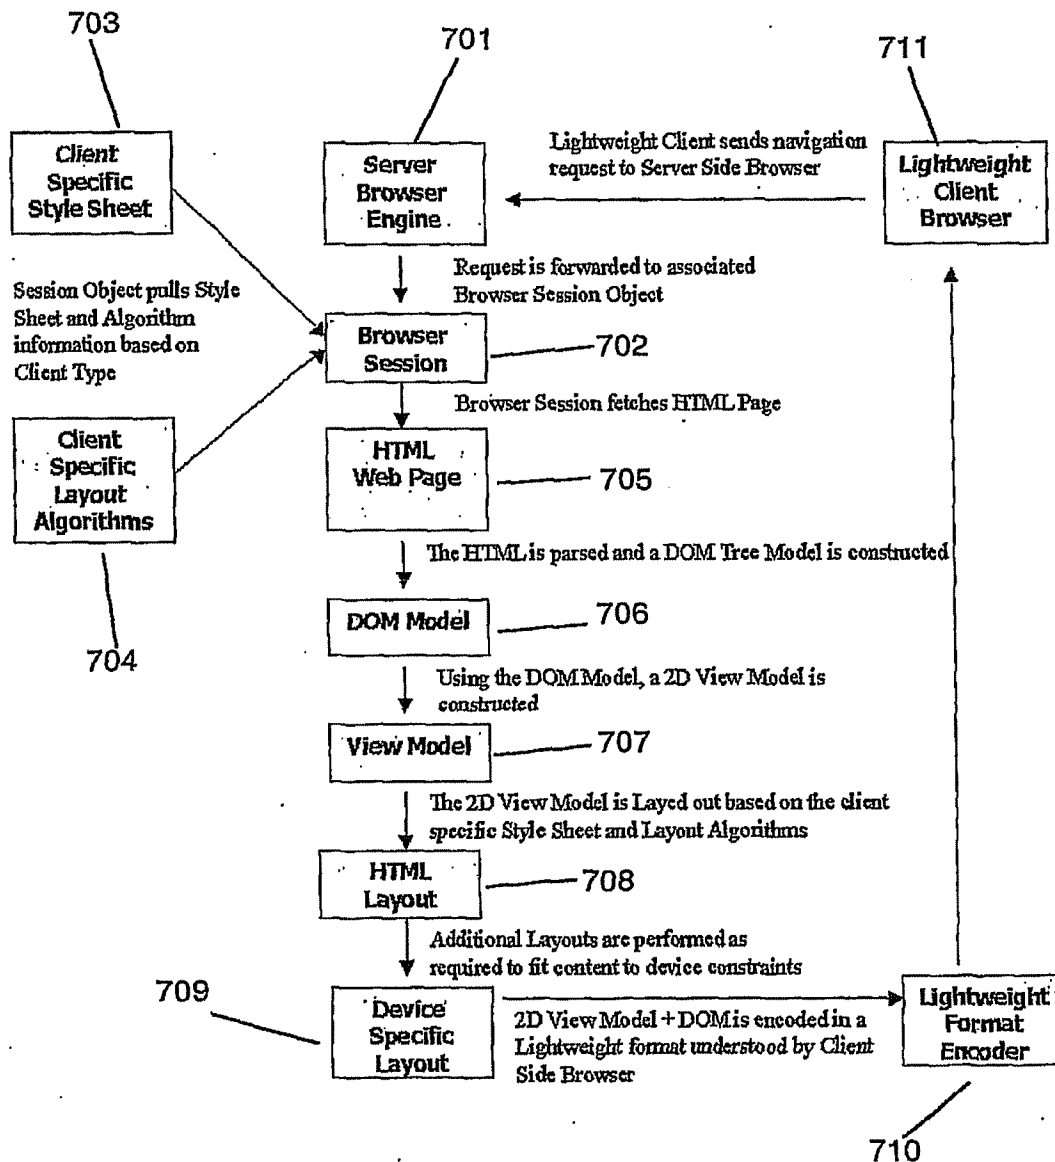 703
701
711
Client
Specific
Style Sheet
Server
Browser
Engine
Lightweight Client sends navigation
request to Server Side Browser
Lightweight
Client
Browser
Request is forwarded to associated
Browser Session Object
Session Object pulls Style
Sheet and Algorithm
information based on
Client Type
Browser
Session
702
Browser Session fetches HTML Page
Client
Specific
Layout
Algorithms
704
HTML
Web Page
705
The HTML is parsed and a DOM Tree Model is constructed
DOM Model
706
Using the DOM Model, a 2D View Model is
constructed
View Model
707
The 2D View Model is Layed out based on the client
specific Style Sheet and Layout Algorithms
HTML
Layout
708
Additional Layouts are performed as
required to fit content to device constraints
709
Device
Specific
Layout
2D View Model + DOM is encoded in a
Lightweight format understood by Client
Side Browser
Lightweight
Format
Encoder
710